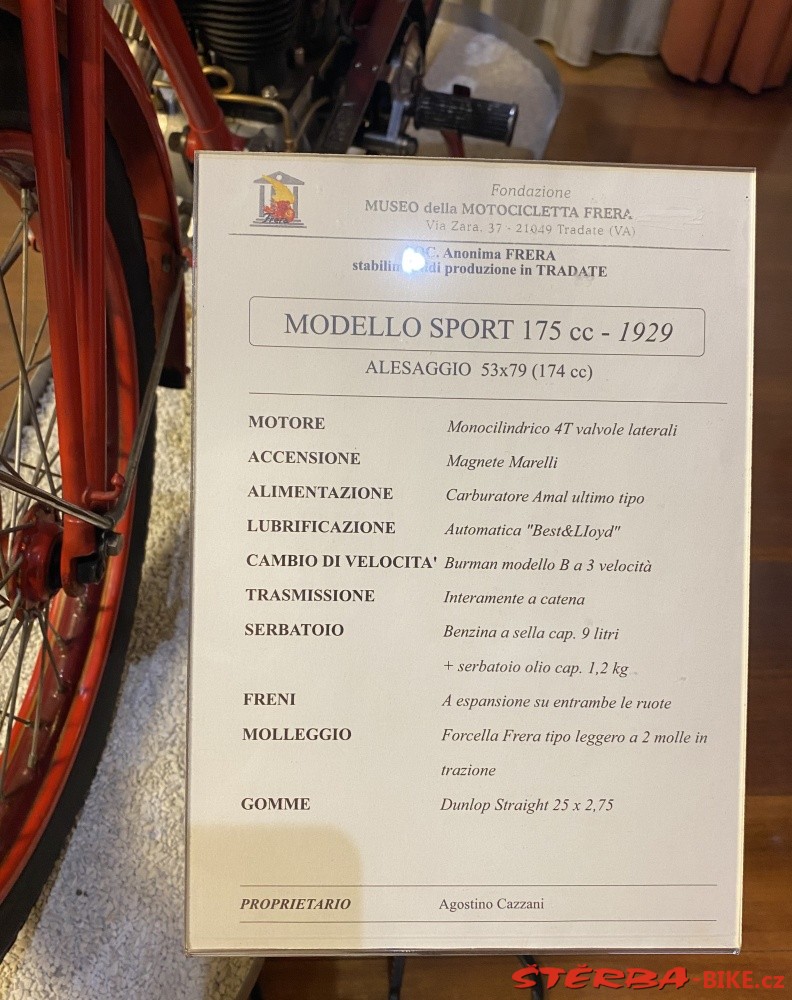 Frera
Fondazione
MUSEO della MOTOCICLETTA FRERA
Via Zara, 37 - 21049 Tradate (VA)
C. Anonima FRERA
di produzione in TRADATE
MODELLO SPORT 175 cc - 1929
ALESAGGIO 53x79 (174 cc)
MOTORE Monocilindrico 4T valvole laterali
ACCENSIONE Magnete Marelli
ALIMENTAZIONE Carburatore Amal ultimo tipo
LUBRIFICAZIONE Automatica "Best&LIoyd"
CAMBIO DI VELOCITA' Burman modello B a 3 velocità
TRASMISSIONE Interamente a catena
SERBATOIO Benzina a sella cap. 9 litri
+ serbatoio olio cap. 1,2 kg
FRENI A espansione su entrambe le ruote
MOLLEGGIO Forcella Frera tipo leggero a 2 molle in
trazione
GOMME Dunlop Straight 25 x 2,75
PROPRIETARIO Agostino Cazzani
ŠTĚRBA-BIKE.cz